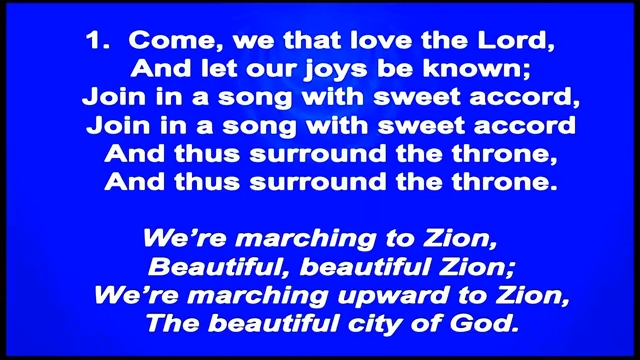 1. Come, we that love the Lord,
And let our joys be known;
Join in a song with sweet accord,
Join in a song with sweet accord
And thus surround the throne,
And thus surround the throne.
We're marching to Zion,
Beautiful, beautiful Zion;
We're marching upward to Zion,
The beautiful city of God.